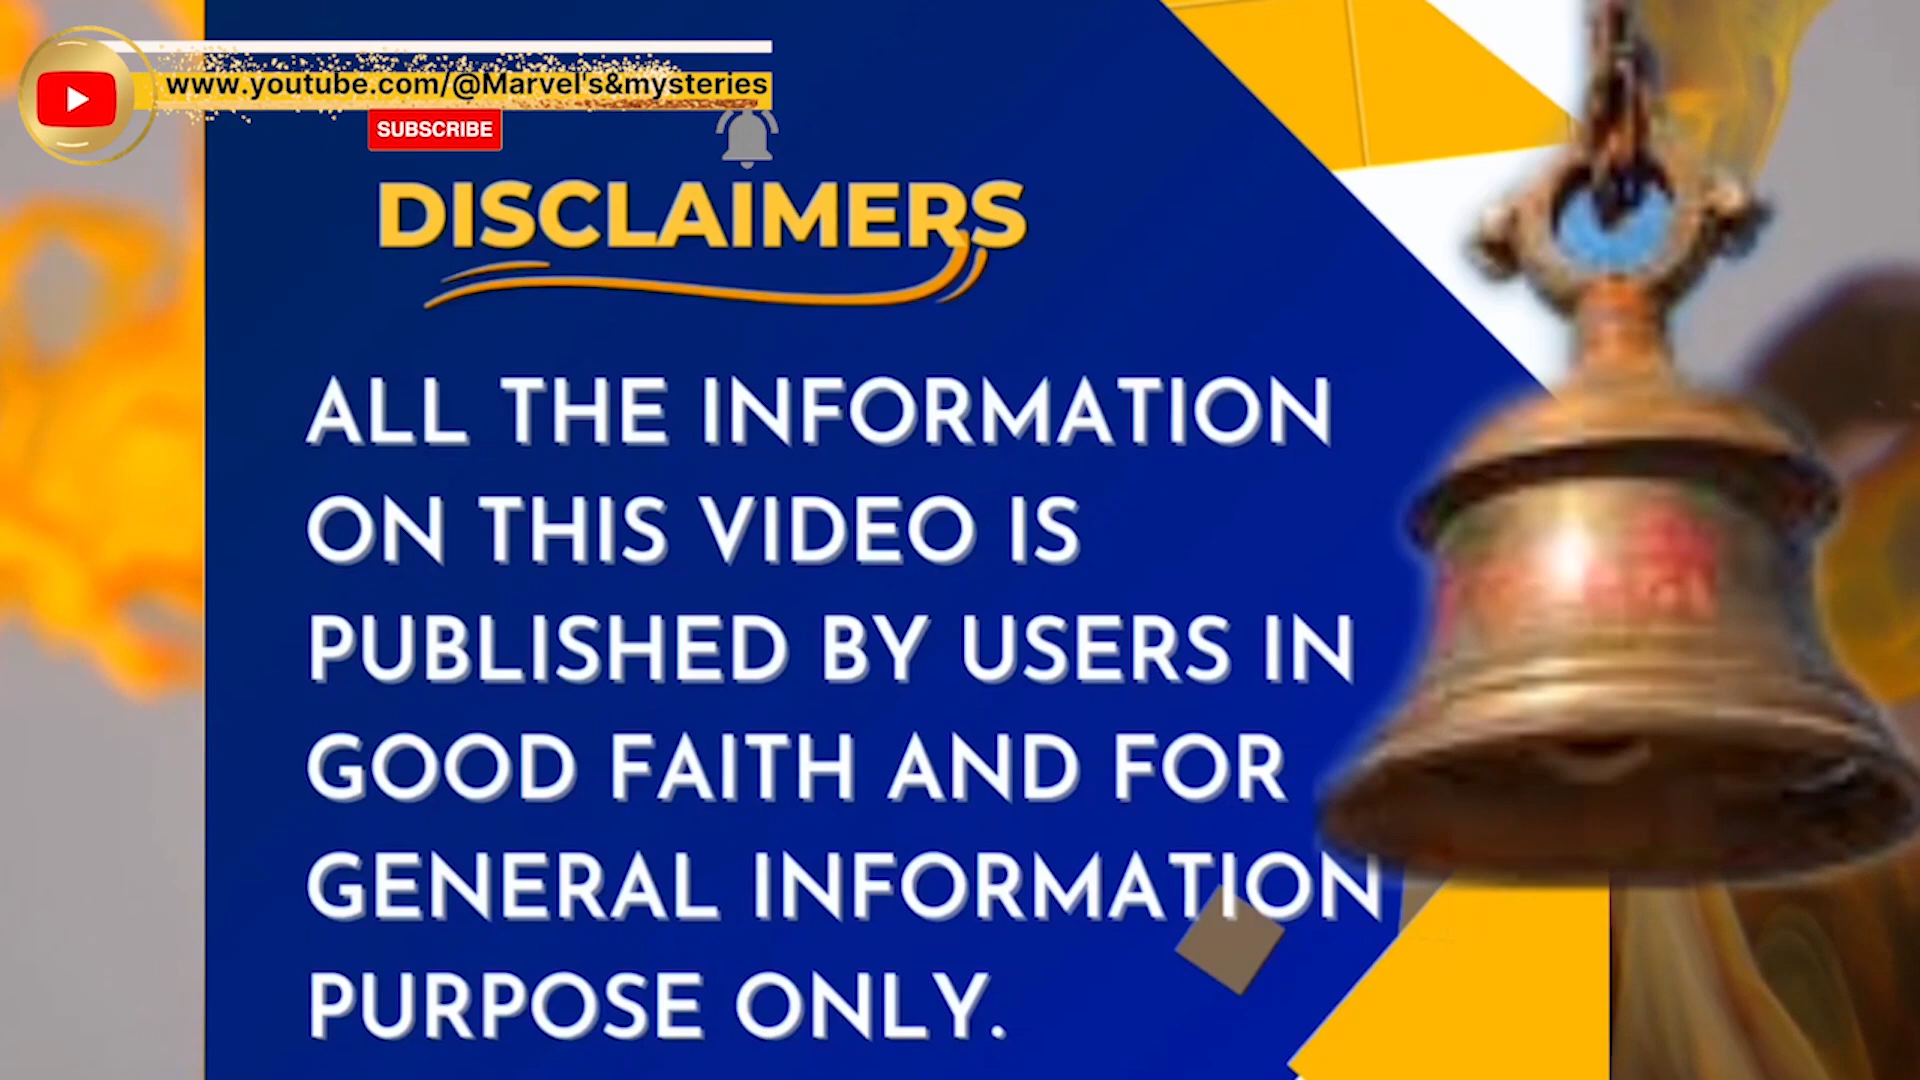 www.youtube.com/@Marvel's&mysteries
SUBSCRIBE
DISCLAIMERS
ALL THE INFORMATION
ON THIS VIDEO IS
PUBLISHED BY USERS IN
GOOD FAITH AND FOR
GENERAL INFORMATION
PURPOSE ONLY.